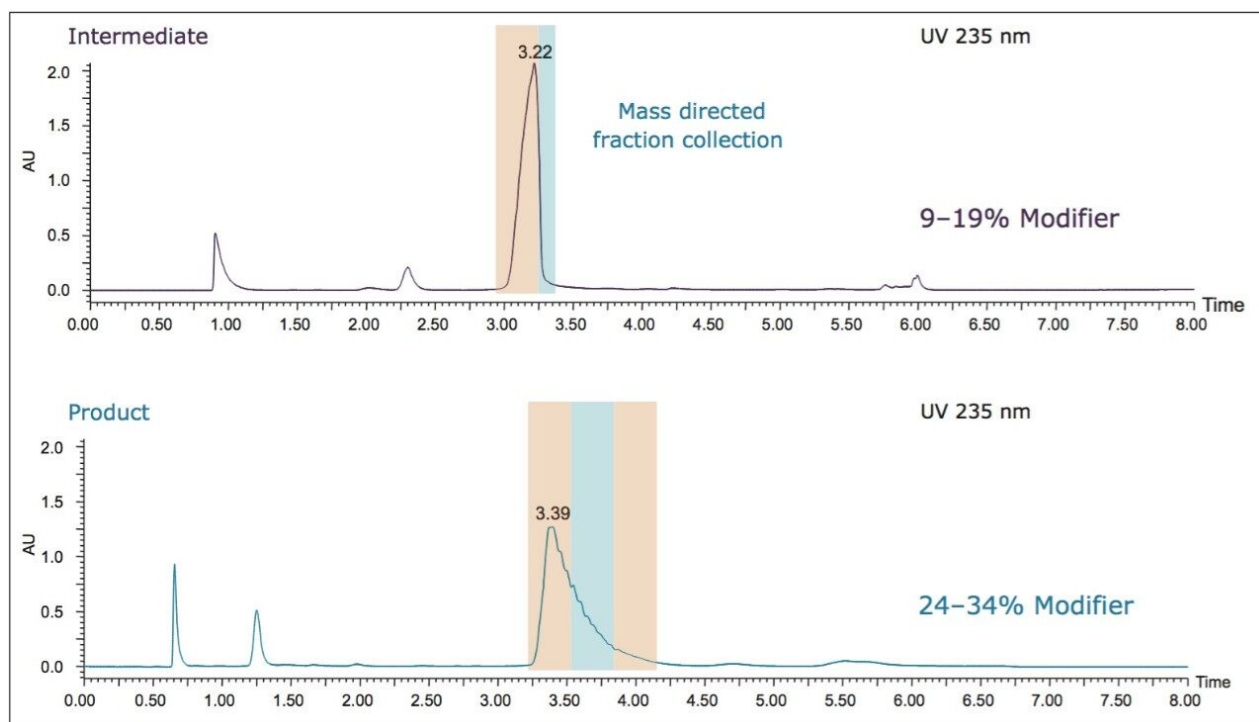 Intermediate
UV 235 nm
3.22
Mass directed
fraction collection
9–19% Modifier
AU
2.0
1.5
1.0
0.5
0.0
0.00 0.50 1.00 1.50 2.00 2.50 3.00 3.50 4.00 4.50 5.00 5.50 6.00 6.50 7.00 7.50 8.00
Time
Product
UV 235 nm
3.39
24–34% Modifier
AU
2.0
1.5
1.0
0.5
0.0
0.00 0.50 1.00 1.50 2.00 2.50 3.00 3.50 4.00 4.50 5.00 5.50 6.00 6.50 7.00 7.50 8.00
Time